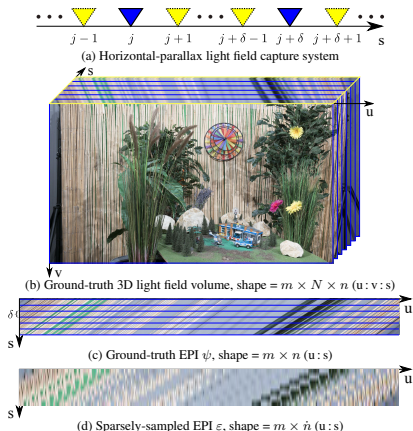 j − 1 j j + 1 j + δ − 1 j + δ j + δ + 1 s
(a) Horizontal-parallax light field capture system
s
u
v
(b) Ground-truth 3D light field volume, shape = m × N × n (u : v : s)
u
δ
s
(c) Ground-truth EPI ψ, shape = m × n (u : s)
u
s
(d) Sparsely-sampled EPI ε, shape = m × ṅ (u : s)